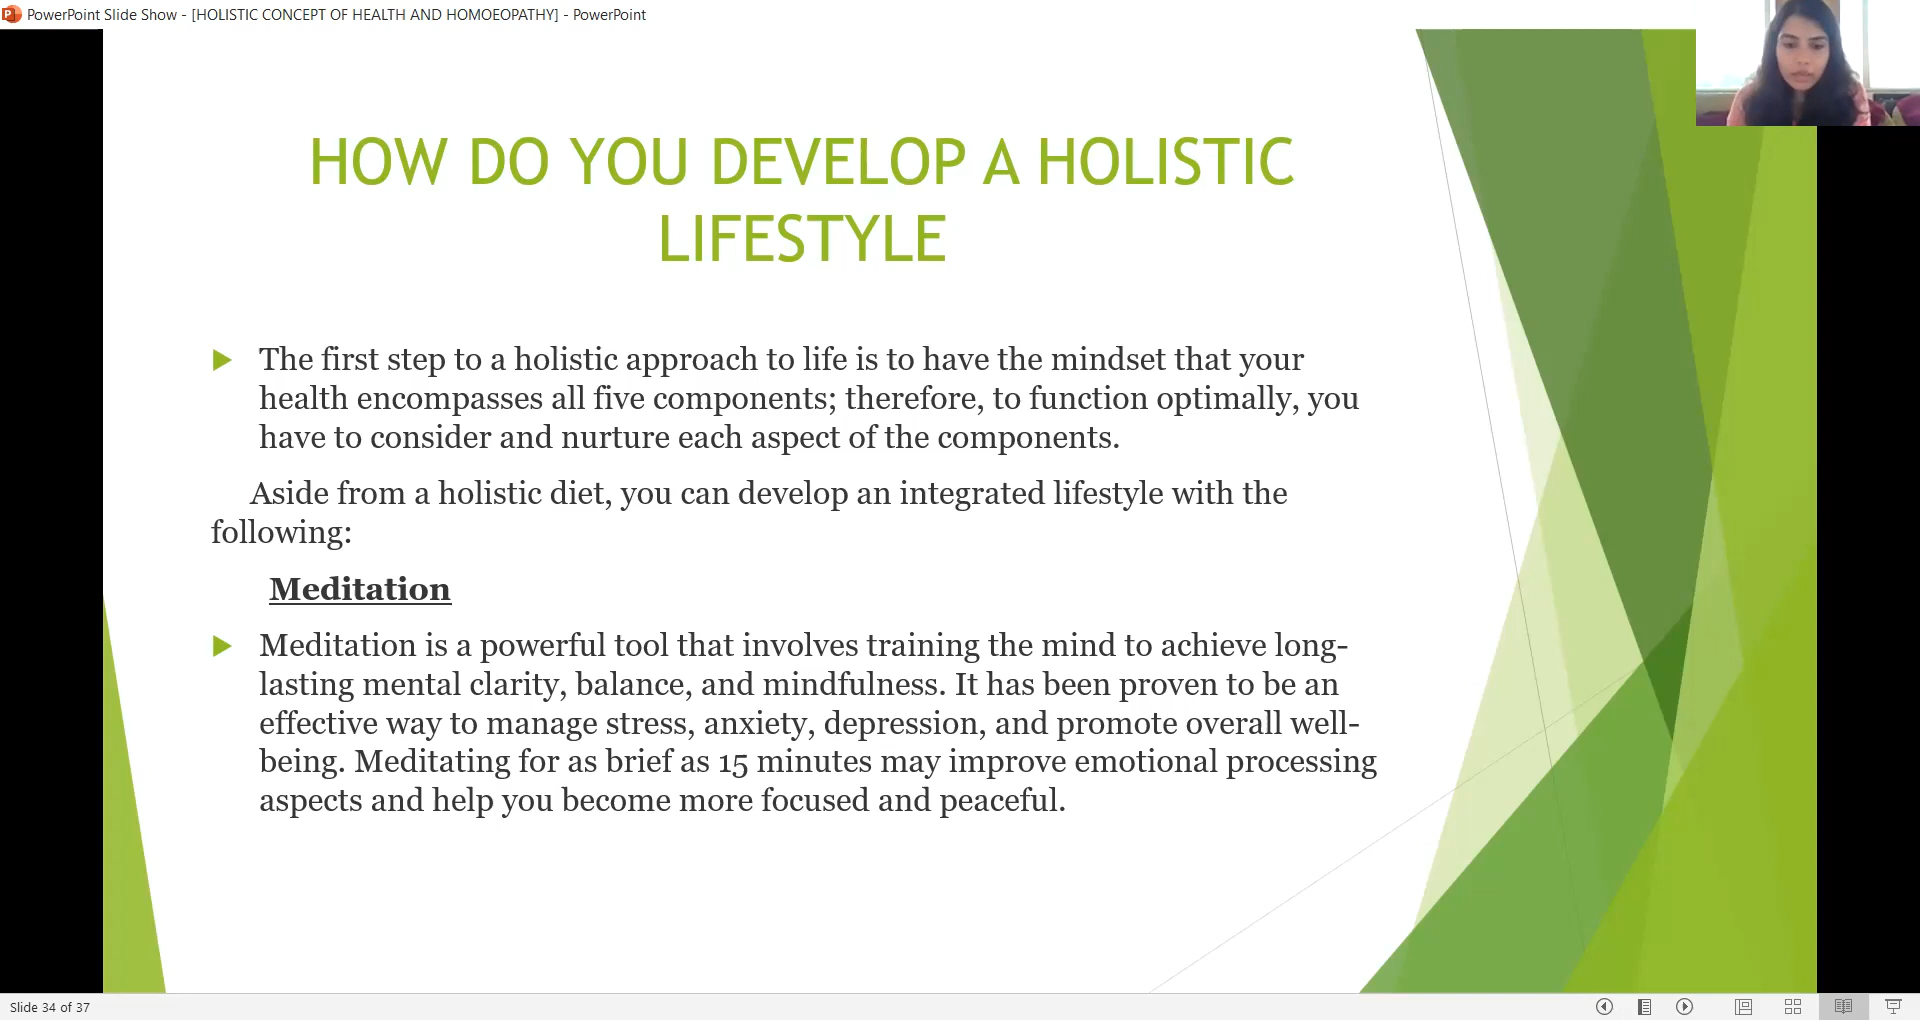 PowerPoint Slide Show - [HOLISTIC CONCEPT OF HEALTH AND HOMOEOPATHY] - PowerPoint
HOW DO YOU DEVELOP A HOLISTIC
LIFESTYLE
The first step to a holistic approach to life is to have the mindset that your
health encompasses all five components; therefore, to function optimally, you
have to consider and nurture each aspect of the components.
Aside from a holistic diet, you can develop an integrated lifestyle with the
following:
Meditation
Meditation is a powerful tool that involves training the mind to achieve long-
lasting mental clarity, balance, and mindfulness. It has been proven to be an
effective way to manage stress, anxiety, depression, and promote overall well-
being. Meditating for as brief as 15 minutes may improve emotional processing
aspects and help you become more focused and peaceful.
Slide 34 of 37